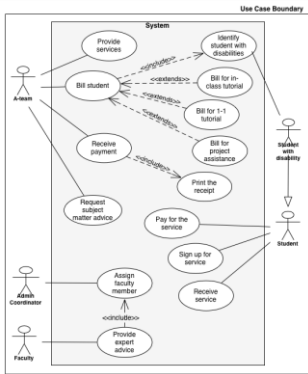 Use Case Boundary
System
Provide
services
Identify
student with
disabilities
<<include>>
Bill student
<<extends>>
Bill for in-
class tutorial
A-team
<<extends>>
Bill for 1-1
tutorial
<<extends>>
Receive
payment
Bill for
project
assistance
Student
with
disability
<<include>>
Print the
receipt
Request
subject
matter advice
Pay for the
service
Student
Sign up for
service
Assign
faculty
member
Receive
service
Admin
Coordinator
<<include>>
Provide
expert
advice
Faculty